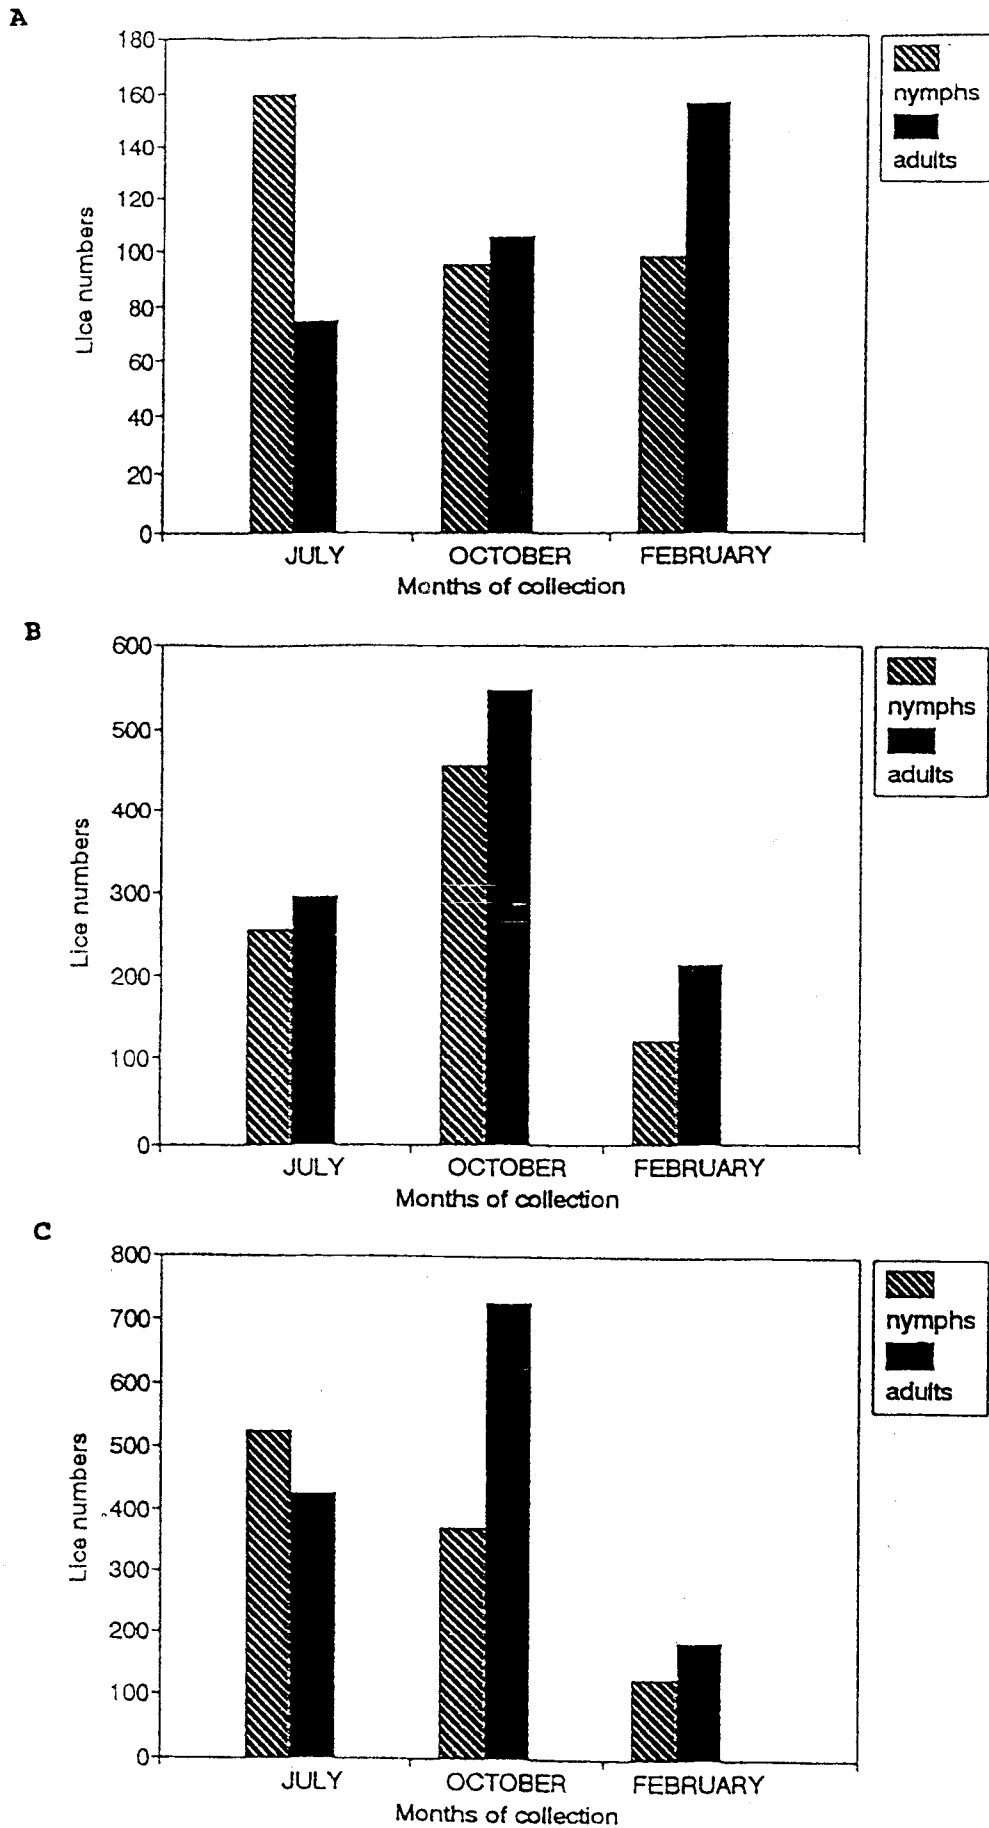 A
180
160
140
120
100
80
60
40
20
0
Lice numbers
JULY OCTOBER FEBRUARY
Months of collection
nymphs
adults
B
600
500
400
300
200
100
0
Lice numbers
JULY OCTOBER FEBRUARY
Months of collection
nymphs
adults
C
800
700
600
500
400
300
200
100
0
Lice numbers
JULY OCTOBER FEBRUARY
Months of collection
nymphs
adults